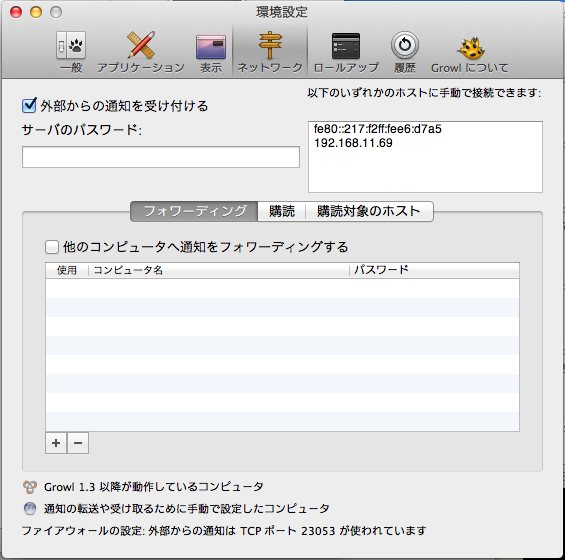 環境設定
一般 アプリケーション 表示 ネットワーク ロールアップ 履歴 Growl について
以下のいずれかのホストに手動で接続できます:
外部からの通知を受け付ける
サーバのパスワード:
fe80::217:f2ff:fee6:d7a5
192.168.11.69
フォワーディング 購読 購読対象のホスト
他のコンピュータへ通知をフォワーディングする
使用 コンピュータ名 パスワード
+ −
Growl 1.3 以降が動作しているコンピュータ
通知の転送や受け取るために手動で設定したコンピュータ
ファイアウォールの設定: 外部からの通知は TCP ポート 23053 が使われています